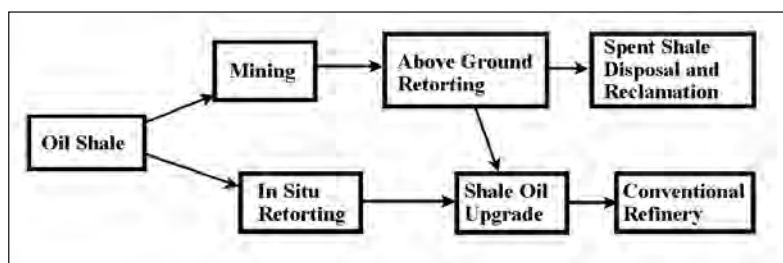 Oil Shale
Mining
Above Ground
Retorting
Spent Shale
Disposal and
Reclamation
In Situ
Retorting
Shale Oil
Upgrade
Conventional
Refinery